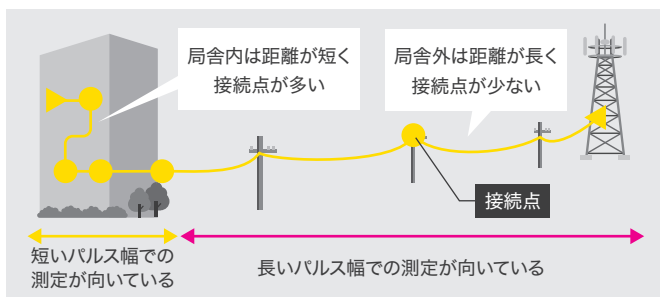 局舎内は距離が短く
接続点が多い
局舎外は距離が長く
接続点が少ない
接続点
短いパルス幅での
測定が向いている
長いパルス幅での測定が向いている